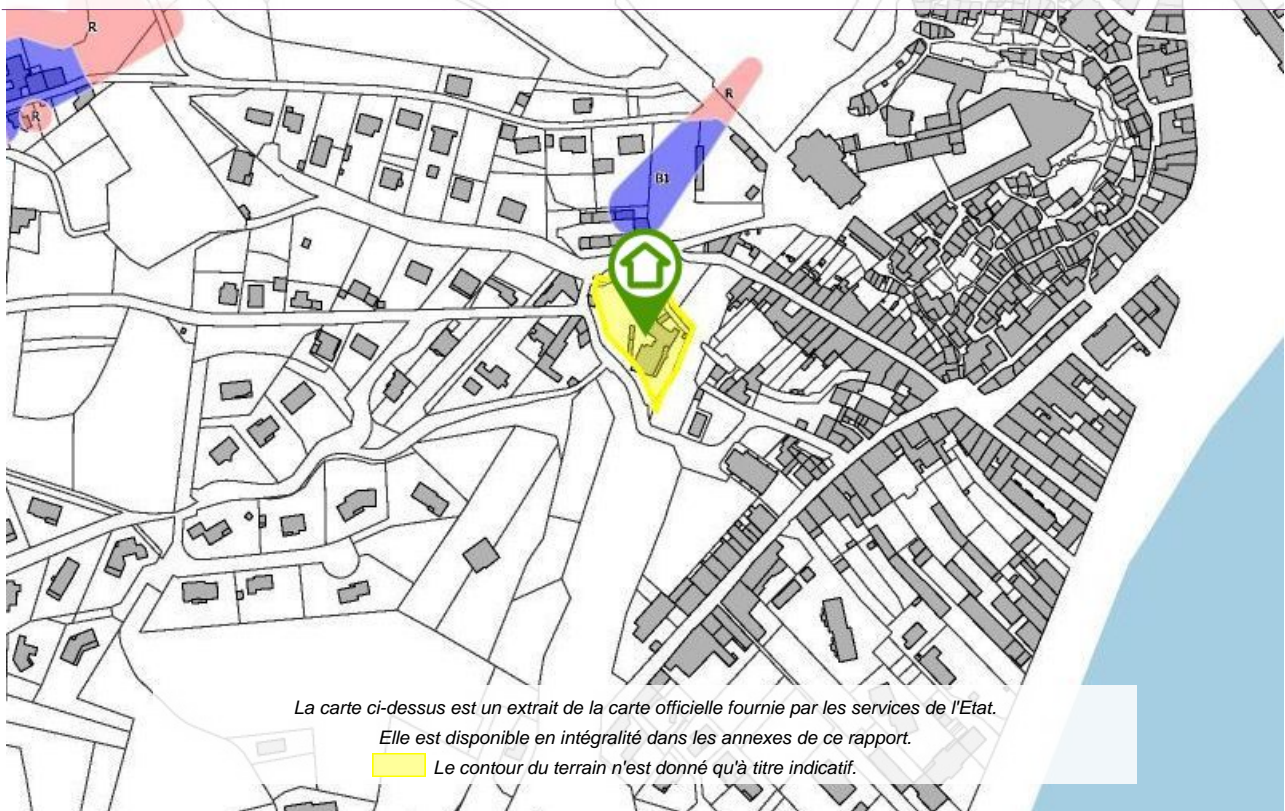 R
R
R
B1
La carte ci-dessus est un extrait de la carte officielle fournie par les services de l'Etat.
Elle est disponible en intégralité dans les annexes de ce rapport.
Le contour du terrain n'est donné qu'à titre indicatif.